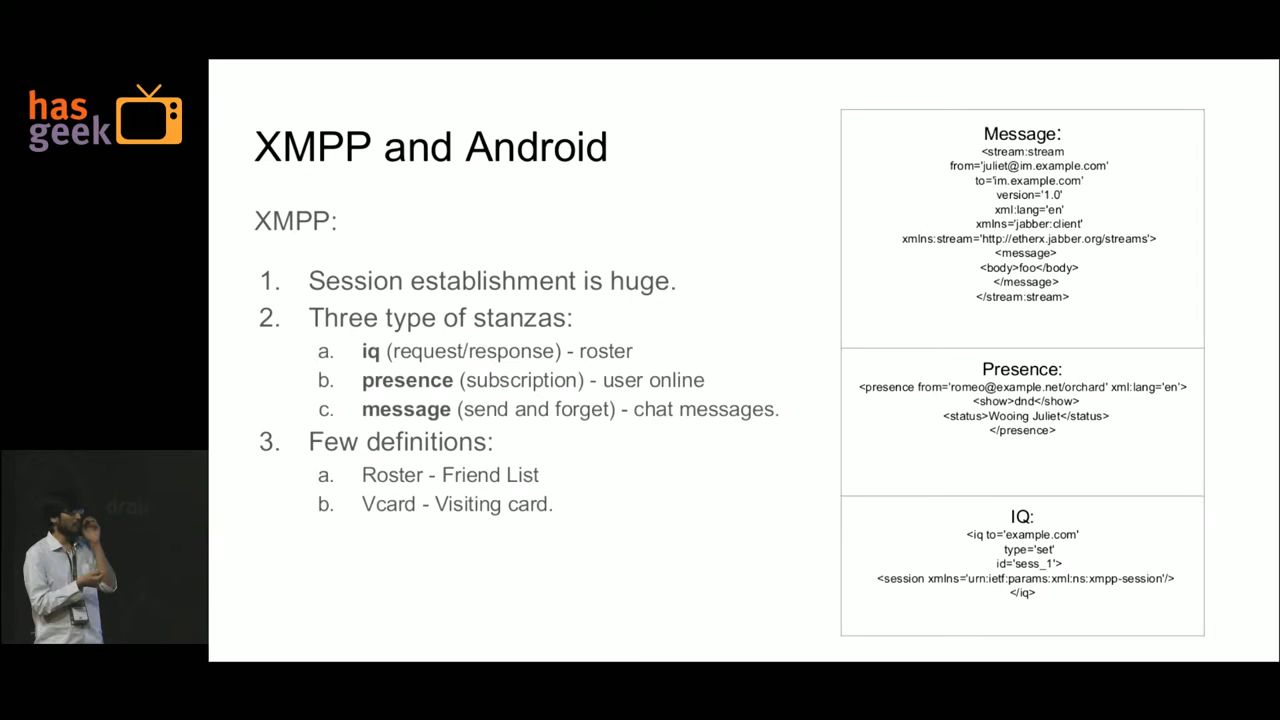 has
geek
XMPP and Android
XMPP:
1. Session establishment is huge.
2. Three type of stanzas:
a. iq (request/response) - roster
b. presence (subscription) - user online
c. message (send and forget) - chat messages.
3. Few definitions:
a. Roster - Friend List
b. Vcard - Visiting card.
Message:
<stream:stream
from='juliet@im.example.com'
to='im.example.com'
version='1.0'
xml:lang='en'
xmlns='jabber:client'
xmlns:stream='http://etherx.jabber.org/streams'>
<message>
<body>foo</body>
</message>
</stream:stream>
Presence:
<presence from='romeo@example.net/orchard' xml:lang='en'>
<show>dnd</show>
<status>Wooing Juliet</status>
</presence>
IQ:
<iq to='example.com'
type='set'
id='sess_1'>
<session xmlns='urn:ietf:params:xml:ns:xmpp-session'/>
</iq>